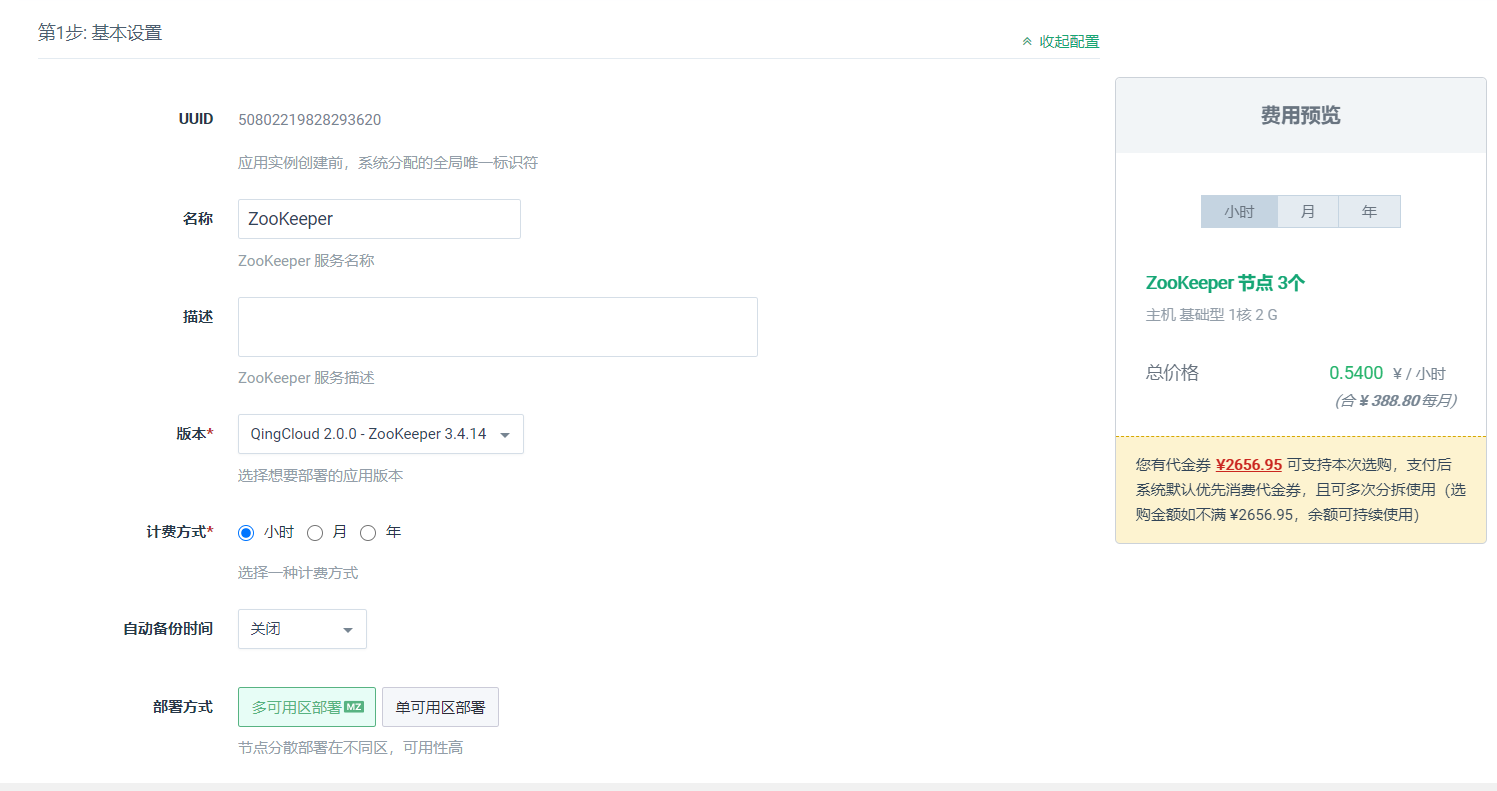 第1步: 基本设置
收起配置
UUID
50802219828293620
应用实例创建前，系统分配的全局唯一标识符
名称
ZooKeeper
ZooKeeper 服务名称
描述
ZooKeeper 服务描述
版本*
QingCloud 2.0.0 - ZooKeeper 3.4.14
选择想要部署的应用版本
计费方式*
小时 月 年
选择一种计费方式
自动备份时间
关闭
部署方式
多可用区部署 MZ 单可用区部署
节点分散部署在不同区，可用性高
费用预览
小时 月 年
ZooKeeper 节点 3个
主机 基础型 1核 2 G
总价格 0.5400 ¥ / 小时
(合 ¥ 388.80每月)
您有代金券 ¥2656.95 可支持本次选购，支付后
系统默认优先消费代金券，且可多次分拆使用（选
购金额如不满 ¥2656.95，余额可持续使用）